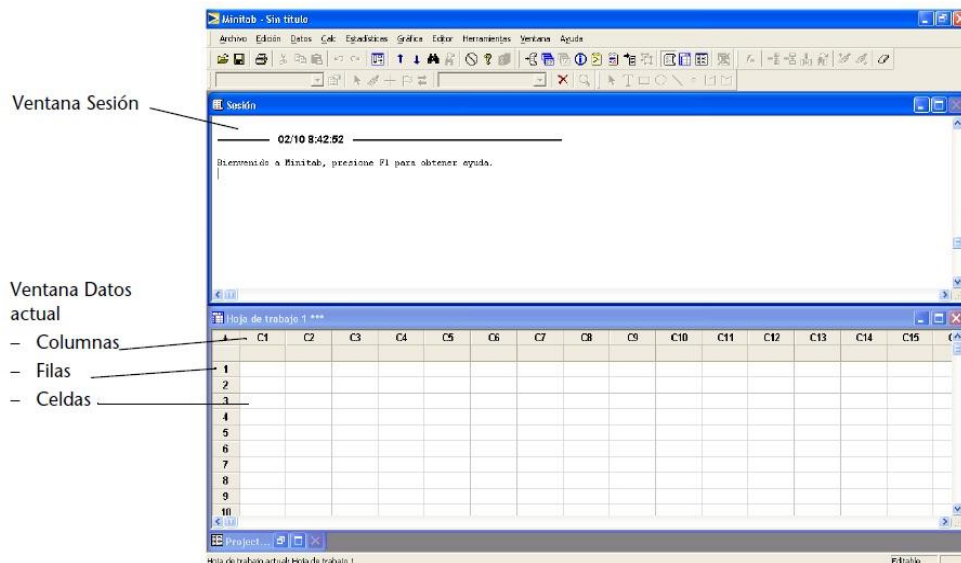 Minitab - Sin título
Archivo Edición Datos Calc Estadísticas Gráfica Editor Herramientas Ventana Ayuda
Ventana Sesión
Sesión
02/10 8:42:52
Bienvenido a Minitab, presione F1 para obtener ayuda.
Ventana Datos
actual
– Columnas
– Filas
– Celdas
Hoja de trabajo 1 ***
C1 C2 C3 C4 C5 C6 C7 C8 C9 C10 C11 C12 C13 C14 C15
1
2
3
4
5
6
7
8
9
10
Project...
Hoja de trabajo actual: Hoja de trabajo 1
Editable